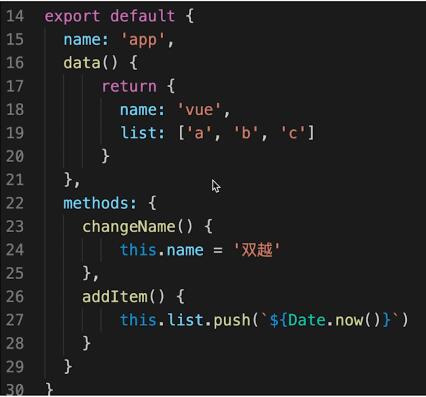 14 export default {
15   name: 'app',
16   data() {
17       return {
18         name: 'vue',
19         list: ['a', 'b', 'c']
20       }
21   },
22   methods: {
23     changeName() {
24         this.name = '双越'
25     },
26     addItem() {
27         this.list.push(`${Date.now()}`)
28     }
29   }
30 }